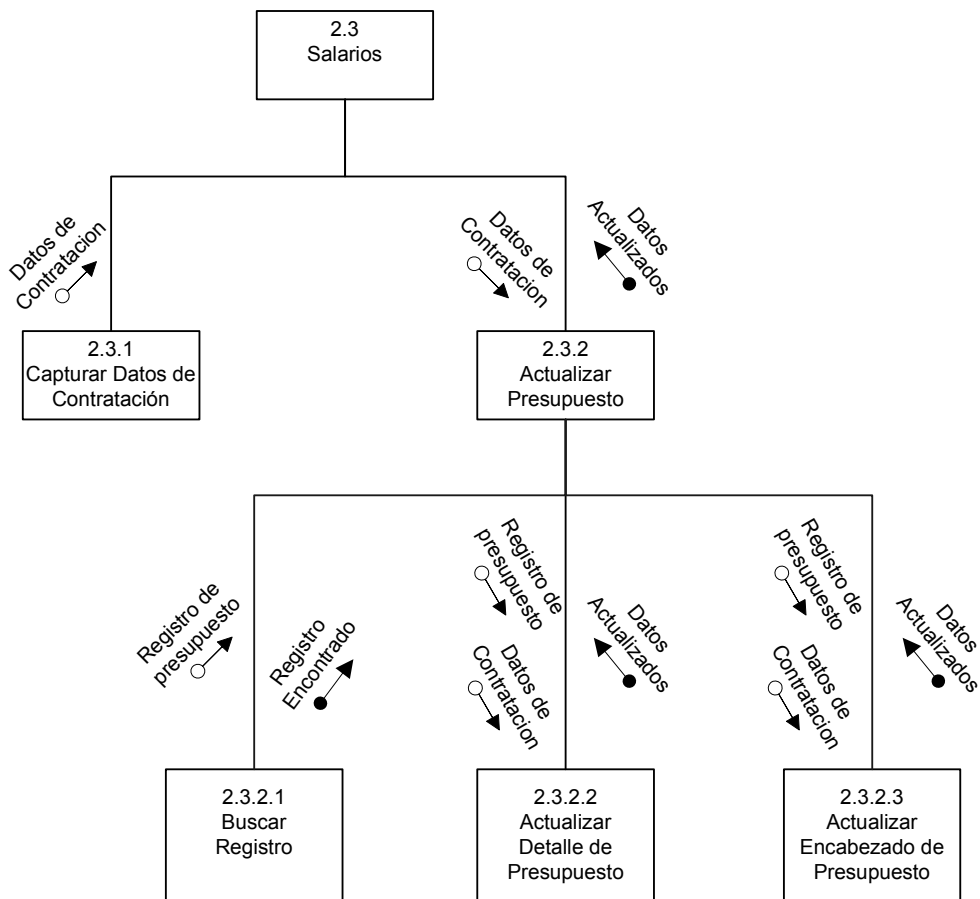 2.3
Salarios
Datos de
Contratacion
Datos de
Contratacion
Datos
Actualizados
2.3.1
Capturar Datos de
Contratación
2.3.2
Actualizar
Presupuesto
Registro de
presupuesto
Registro
Encontrado
Registro de
presupuesto
Datos de
Contratacion
Datos
Actualizados
Registro de
presupuesto
Datos de
Contratacion
Datos
Actualizados
2.3.2.1
Buscar
Registro
2.3.2.2
Actualizar
Detalle de
Presupuesto
2.3.2.3
Actualizar
Encabezado de
Presupuesto